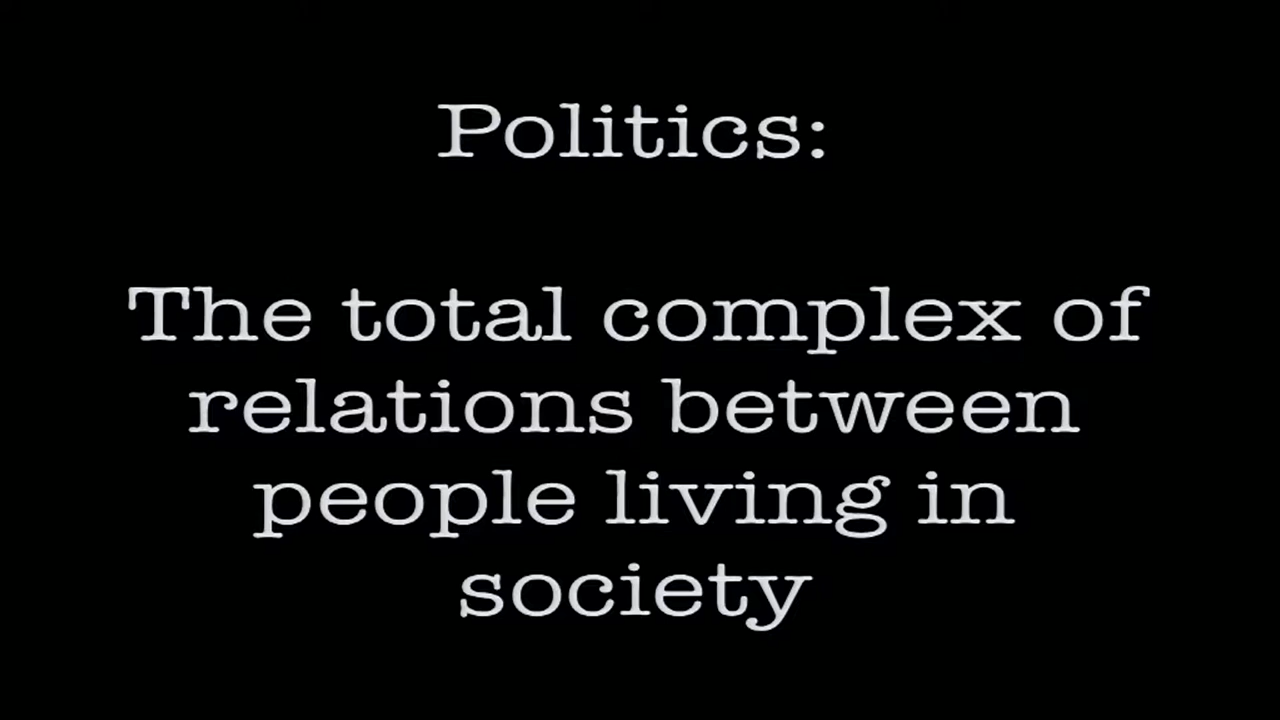 Politics:
The total complex of
relations between
people living in
society